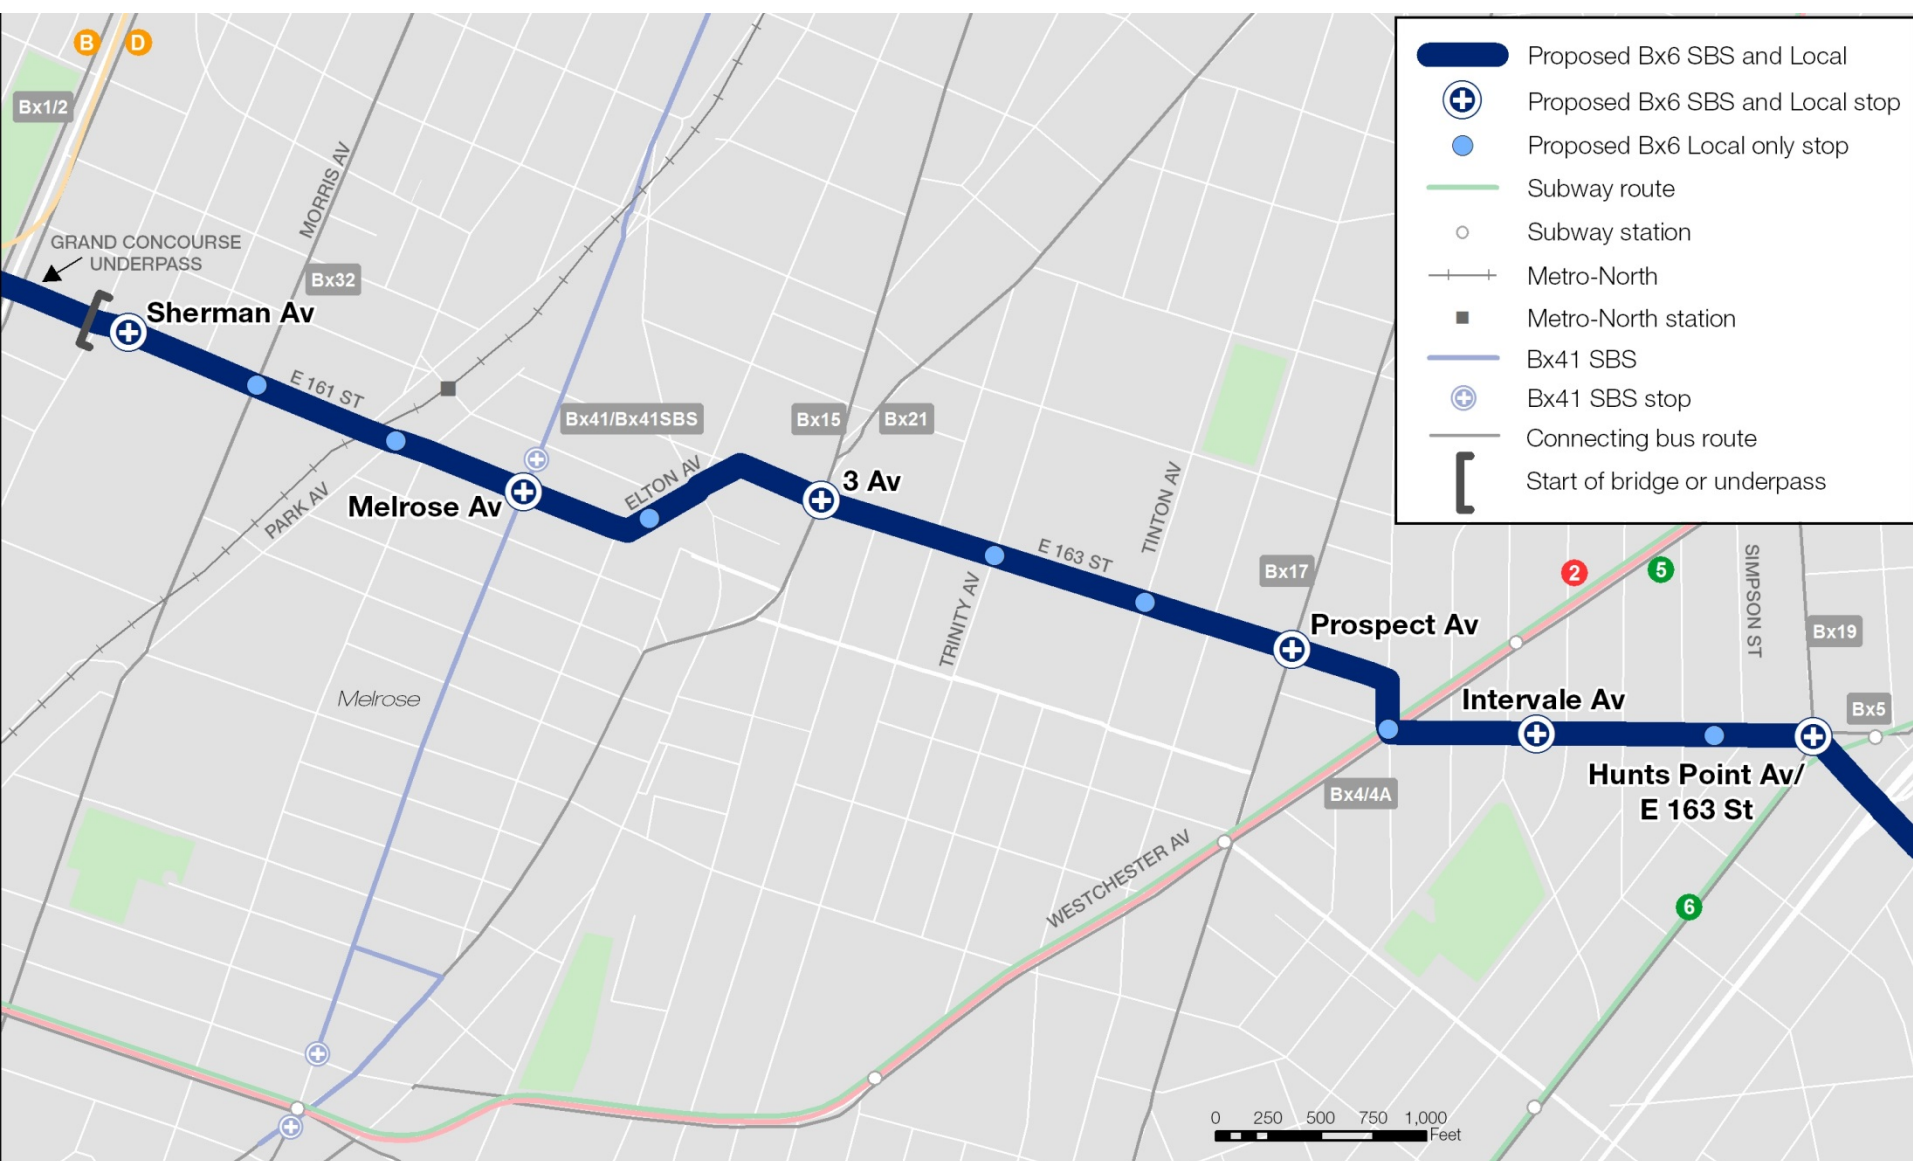 B
D
Bx1/2
MORRIS AV
GRAND CONCOURSE
UNDERPASS
Bx32
Sherman Av
E 161 ST
PARK AV
Melrose Av
Bx41/Bx41SBS
ELTON AV
Bx15
Bx21
3 Av
TRINITY AV
E 163 ST
TINTON AV
Bx17
Prospect Av
2
5
SIMPSON ST
Bx19
Intervale Av
Bx5
Hunts Point Av/
E 163 St
Bx4/4A
Melrose
WESTCHESTER AV
6
0 250 500 750 1,000
Feet
Proposed Bx6 SBS and Local
Proposed Bx6 SBS and Local stop
Proposed Bx6 Local only stop
Subway route
Subway station
Metro-North
Metro-North station
Bx41 SBS
Bx41 SBS stop
Connecting bus route
Start of bridge or underpass